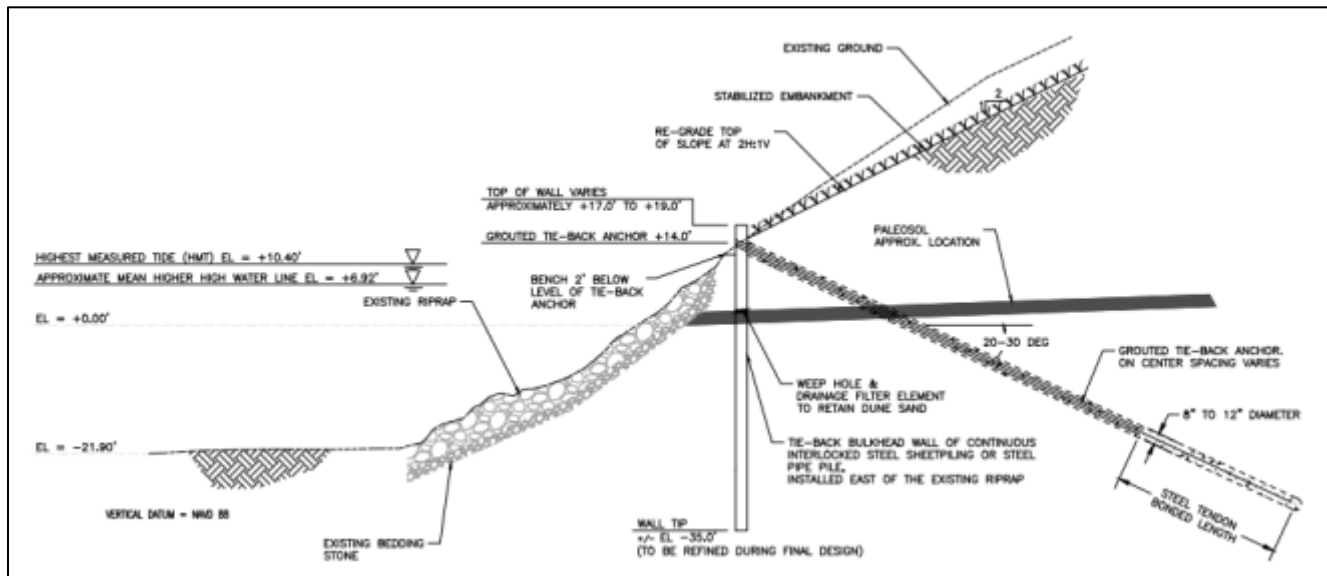 EXISTING GROUND
STABILIZED EMBANKMENT
2
1
RE-GRADE TOP
OF SLOPE AT 2H:1V
TOP OF WALL VARIES
APPROXIMATELY +17.0' TO +19.0'
GROUTED TIE-BACK ANCHOR +14.0'
PALEOSOL
APPROX. LOCATION
HIGHEST MEASURED TIDE (HMT) EL = +10.40'
APPROXIMATE MEAN HIGHER HIGH WATER LINE EL = +6.92'
BENCH 2' BELOW
LEVEL OF TIE-BACK
ANCHOR
EXISTING RIPRAP
EL = +0.00'
20-30 DEG
GROUTED TIE-BACK ANCHOR.
ON CENTER SPACING VARIES
WEEP HOLE &
DRAINAGE FILTER ELEMENT
TO RETAIN DUNE SAND
8" TO 12" DIAMETER
EL = -21.90'
TIE-BACK BULKHEAD WALL OF CONTINUOUS
INTERLOCKED STEEL SHEETPILING OR STEEL
PIPE PILE,
INSTALLED EAST OF THE EXISTING RIPRAP
STEEL TENDON
BONDED LENGTH
VERTICAL DATUM = NAVD 88
EXISTING BEDDING
STONE
WALL TIP
+/- EL -35.0'
(TO BE REFINED DURING FINAL DESIGN)